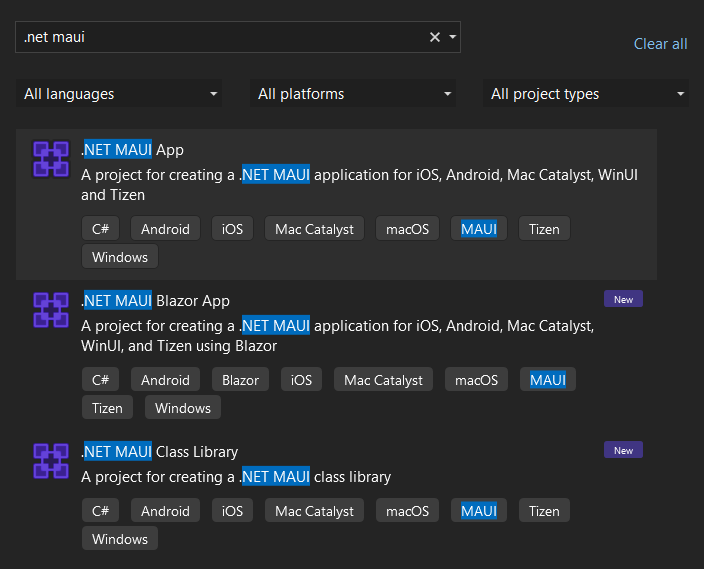 .net maui
Clear all
All languages
All platforms
All project types
.NET MAUI App
A project for creating a .NET MAUI application for iOS, Android, Mac Catalyst, WinUI
and Tizen
C# Android iOS Mac Catalyst macOS MAUI Tizen
Windows
.NET MAUI Blazor App New
A project for creating a .NET MAUI application for iOS, Android, Mac Catalyst,
WinUI, and Tizen using Blazor
C# Android Blazor iOS Mac Catalyst macOS MAUI
Tizen Windows
.NET MAUI Class Library New
A project for creating a .NET MAUI class library
C# Android iOS Mac Catalyst macOS MAUI Tizen
Windows